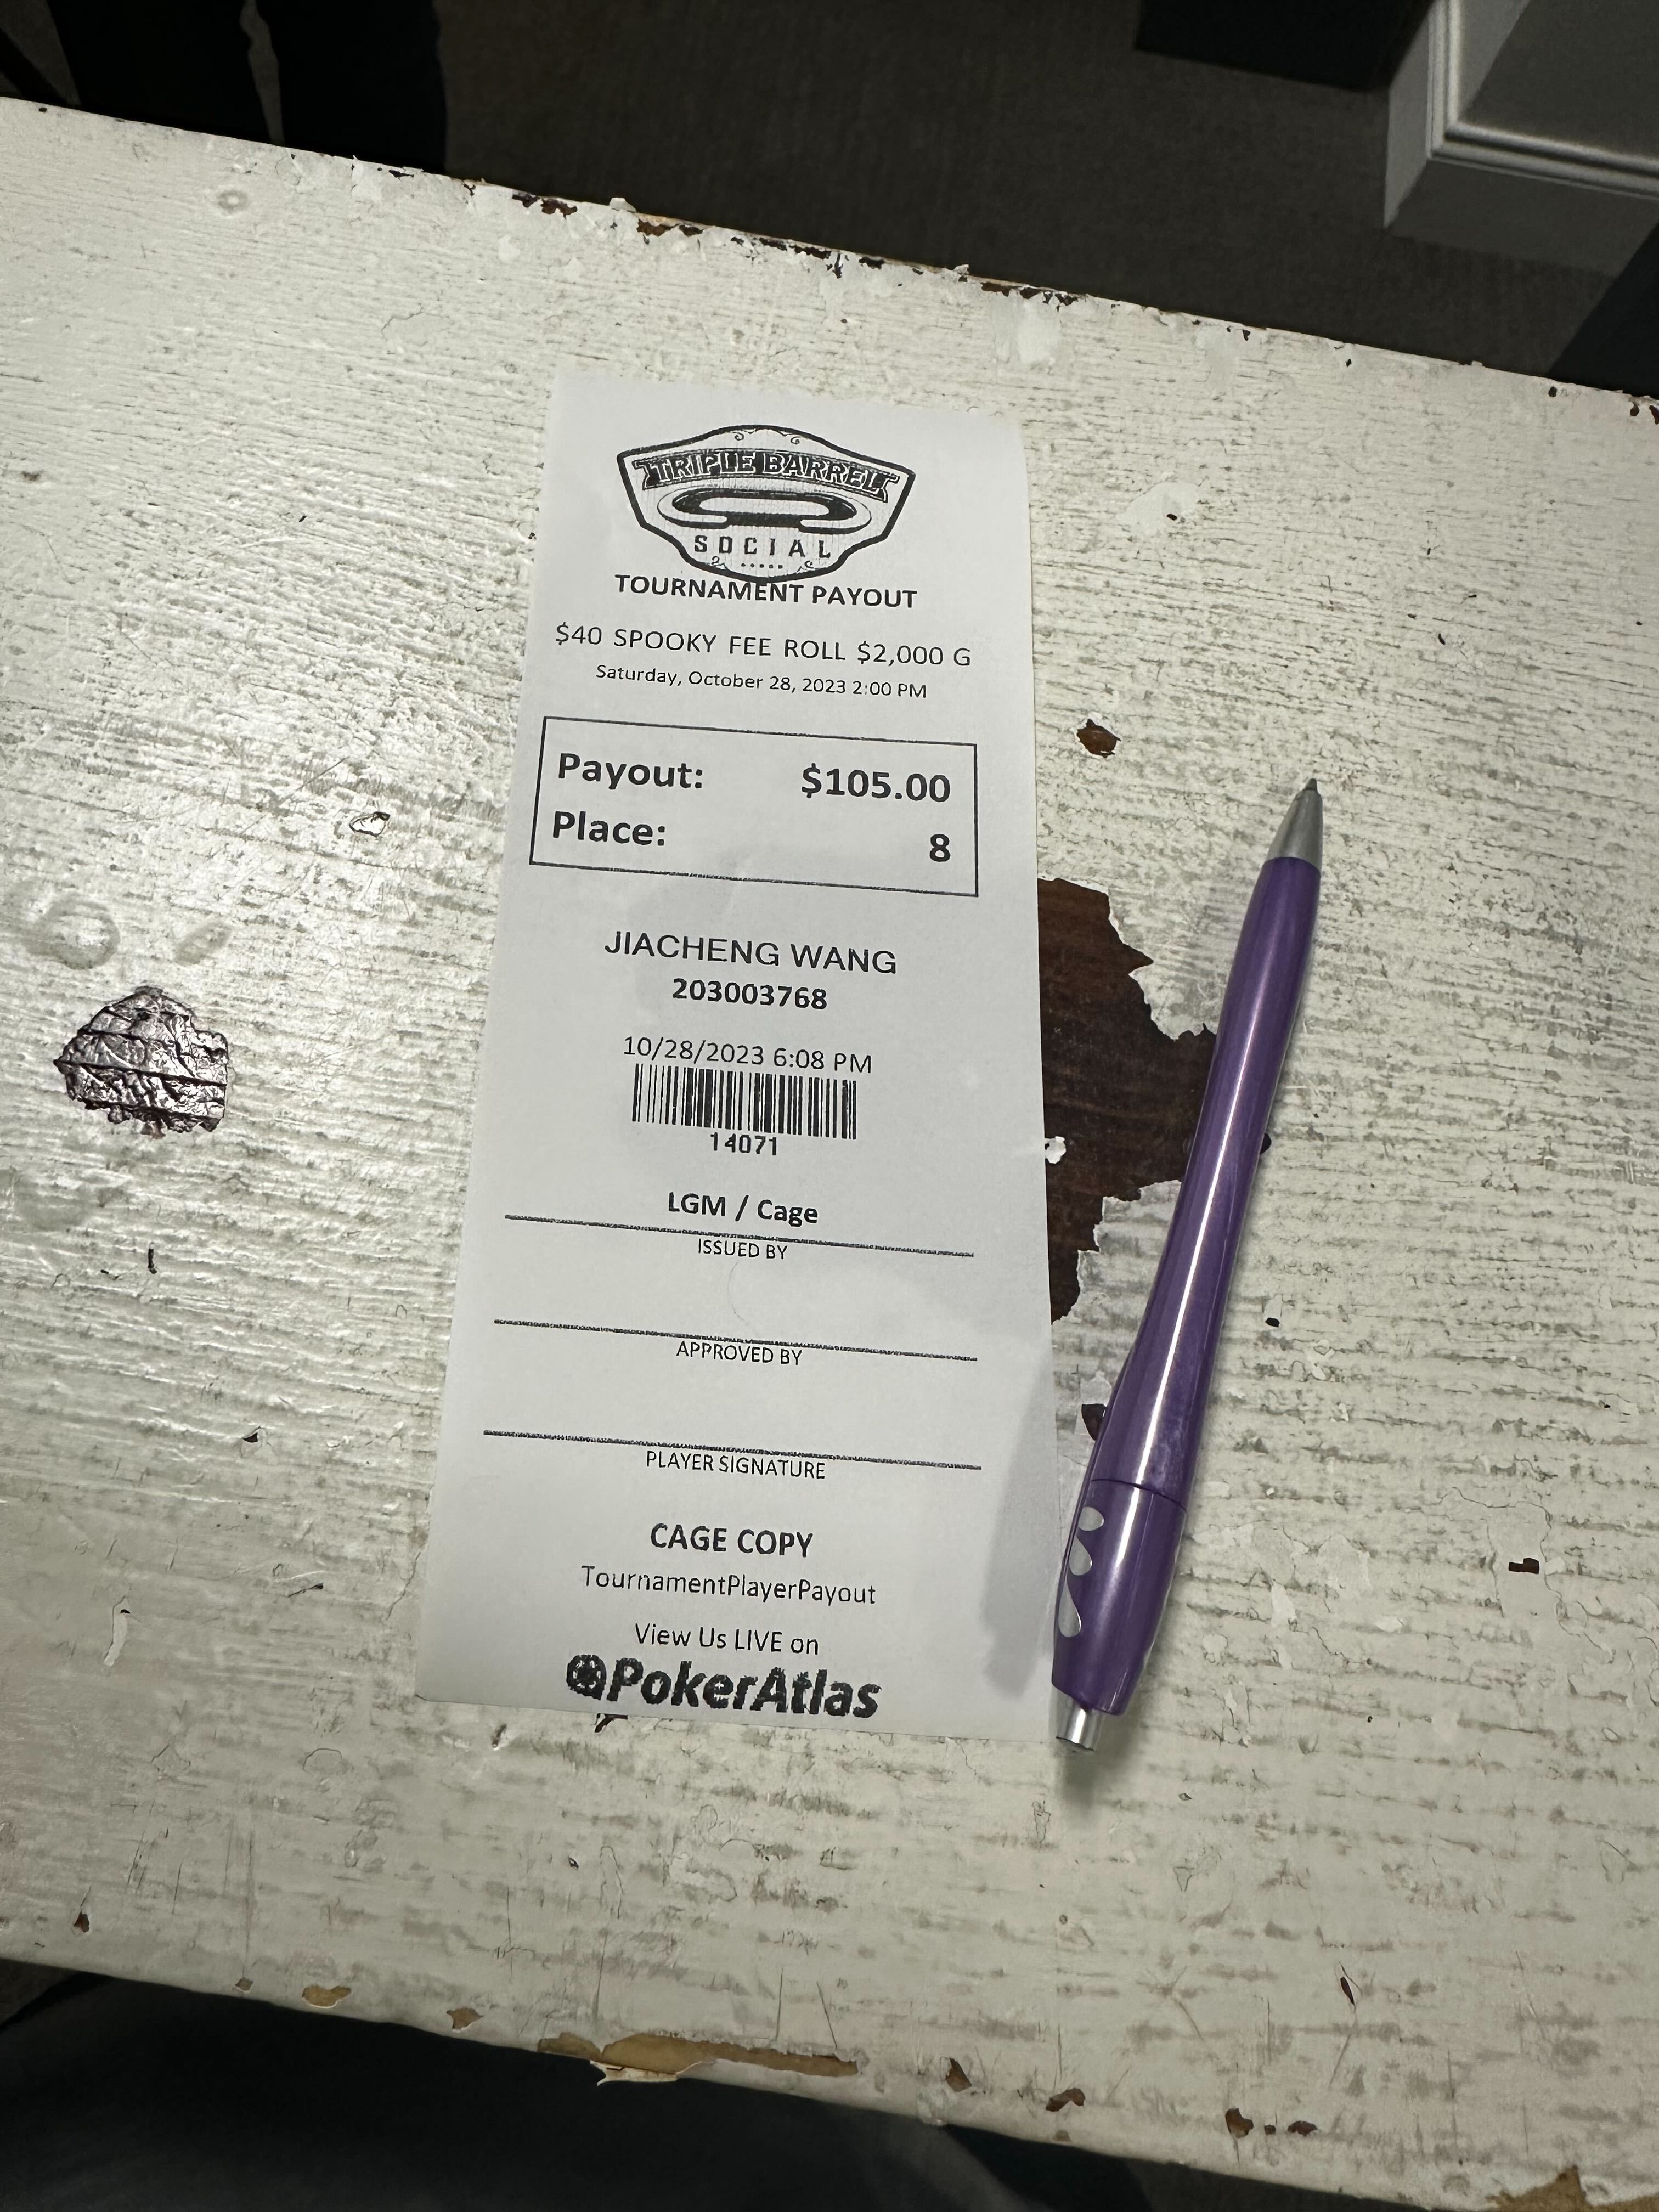 TRIPLE BARREL
SOCIAL
TOURNAMENT PAYOUT
$40 SPOOKY FEE ROLL $2,000 G
Saturday, October 28, 2023 2:00 PM
Payout: $105.00
Place: 8
JIACHENG WANG
203003768
10/28/2023 6:08 PM
14071
LGM / Cage
ISSUED BY
APPROVED BY
PLAYER SIGNATURE
CAGE COPY
TournamentPlayerPayout
View Us LIVE on
PokerAtlas